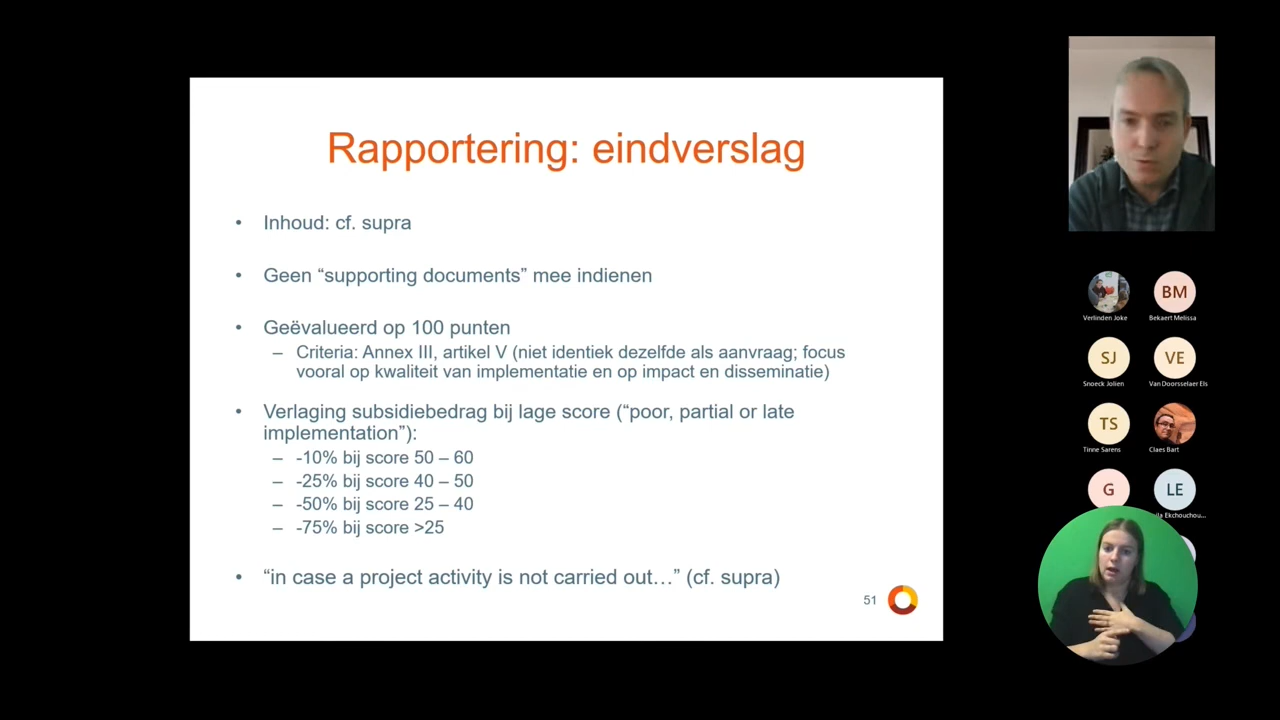 Rapportering: eindverslag
• Inhoud: cf. supra
• Geen “supporting documents” mee indienen
• Geëvalueerd op 100 punten
– Criteria: Annex III, artikel V (niet identiek dezelfde als aanvraag; focus
vooral op kwaliteit van implementatie en op impact en disseminatie)
• Verlaging subsidiebedrag bij lage score (“poor, partial or late
implementation”):
– -10% bij score 50 – 60
– -25% bij score 40 – 50
– -50% bij score 25 – 40
– -75% bij score >25
• “in case a project activity is not carried out…” (cf. supra)
51
BM
Verlinden Joke
Bekaert Melissa
SJ
VE
Snoeck Jolien
Van Doorsselaer Els
TS
Tinne Sarens
Claes Bart
G
LE
Ekchouchou...